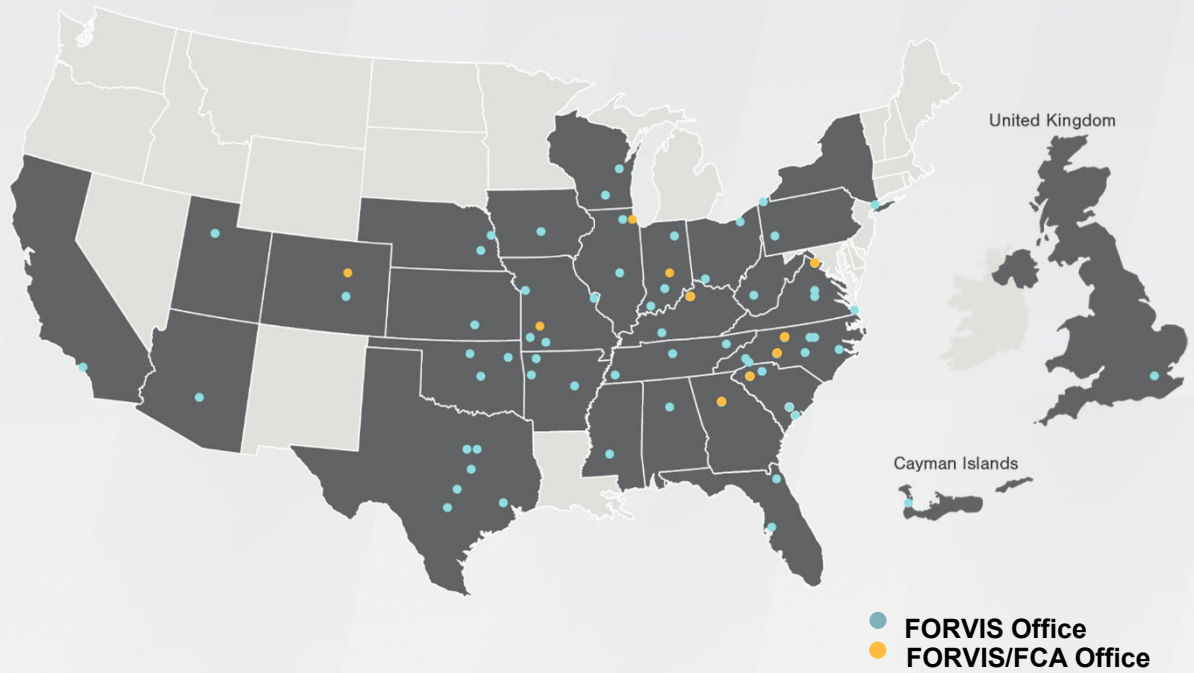 United Kingdom
Cayman Islands
FORVIS Office
FORVIS/FCA Office